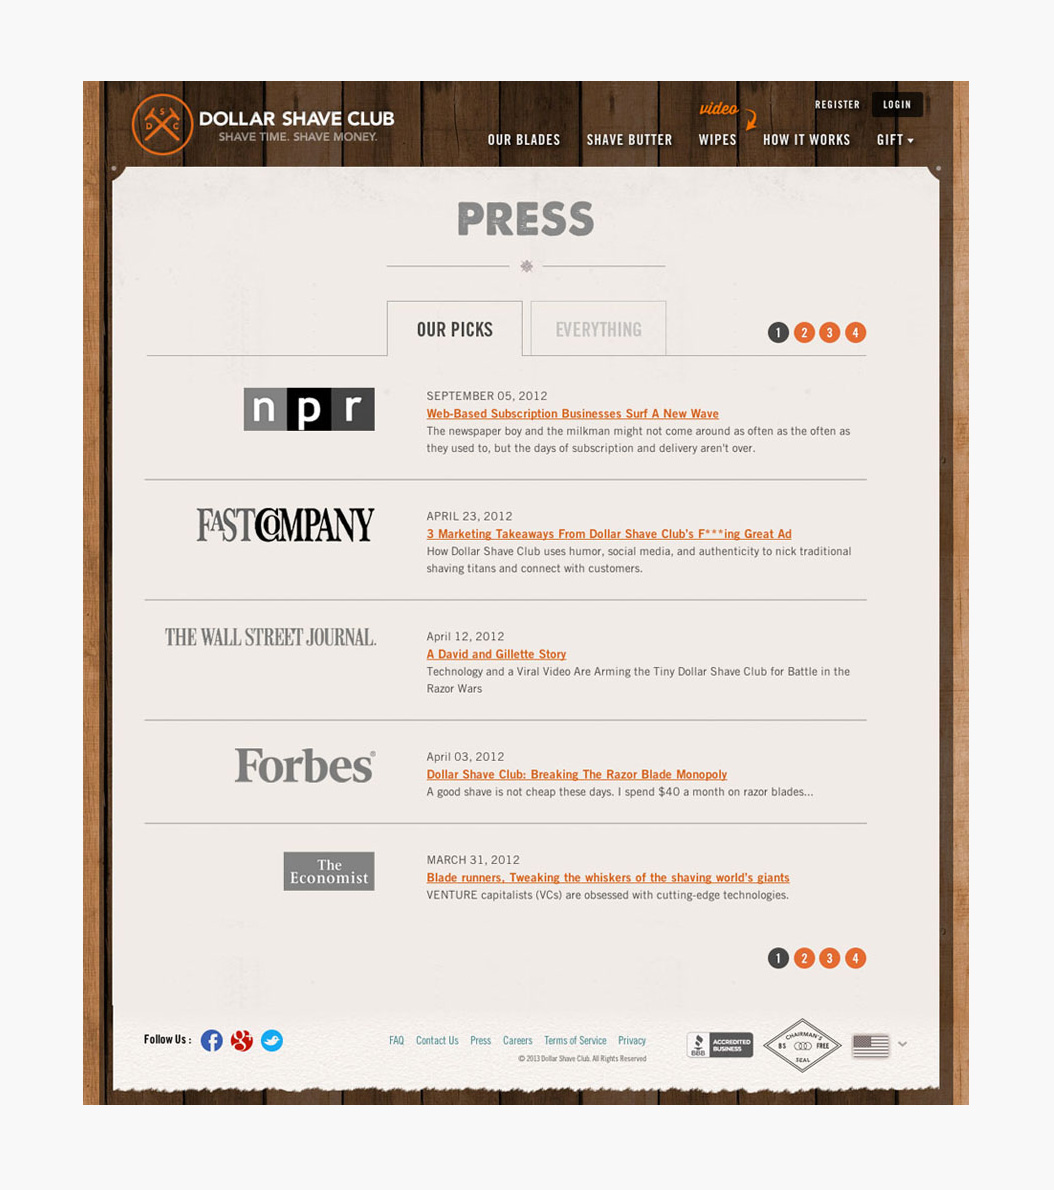 S
D C
DOLLAR SHAVE CLUB
SHAVE TIME. SHAVE MONEY.
video
REGISTER LOGIN
OUR BLADES SHAVE BUTTER WIPES HOW IT WORKS GIFT
PRESS
OUR PICKS EVERYTHING 1 2 3 4
npr
SEPTEMBER 05, 2012
Web-Based Subscription Businesses Surf A New Wave
The newspaper boy and the milkman might not come around as often as the often as
they used to, but the days of subscription and delivery aren't over.
FASTCOMPANY
APRIL 23, 2012
3 Marketing Takeaways From Dollar Shave Club's F***ing Great Ad
How Dollar Shave Club uses humor, social media, and authenticity to nick traditional
shaving titans and connect with customers.
THE WALL STREET JOURNAL.
April 12, 2012
A David and Gillette Story
Technology and a Viral Video Are Arming the Tiny Dollar Shave Club for Battle in the
Razor Wars
Forbes®
April 03, 2012
Dollar Shave Club: Breaking The Razor Blade Monopoly
A good shave is not cheap these days. I spend $40 a month on razor blades...
The
Economist
MARCH 31, 2012
Blade runners, Tweaking the whiskers of the shaving world's giants
VENTURE capitalists (VCs) are obsessed with cutting-edge technologies.
1 2 3 4
Follow Us :
FAQ Contact Us Press Careers Terms of Service Privacy
© 2013 Dollar Shave Club. All Rights Reserved
BBB
ACCREDITED
BUSINESS
CHAIRMAN'S
BS FREE
SEAL